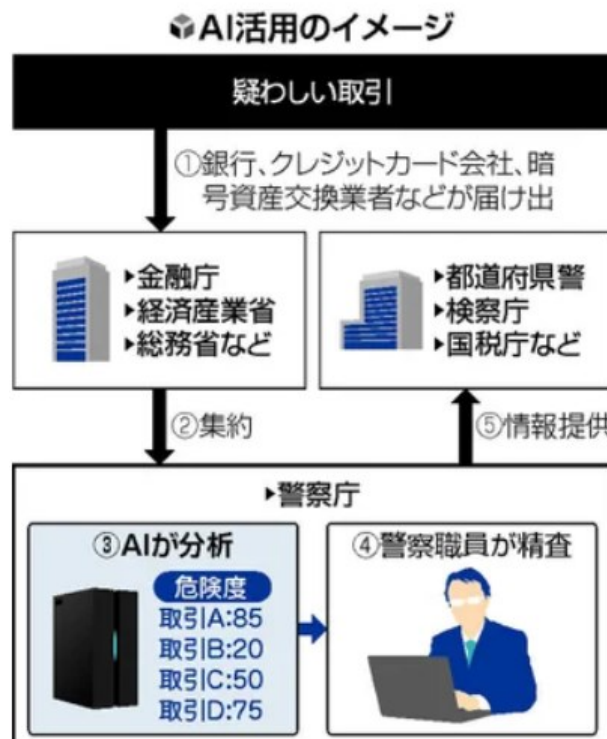 AI活用のイメージ
疑わしい取引
①銀行、クレジットカード会社、暗
号資産交換業者などが届け出
▶金融庁
▶経済産業省
▶総務省など
▶都道府県警
▶検察庁
▶国税庁など
②集約
⑤情報提供
▶警察庁
③AIが分析
危険度
取引A:85
取引B:20
取引C:50
取引D:75
④警察職員が精査